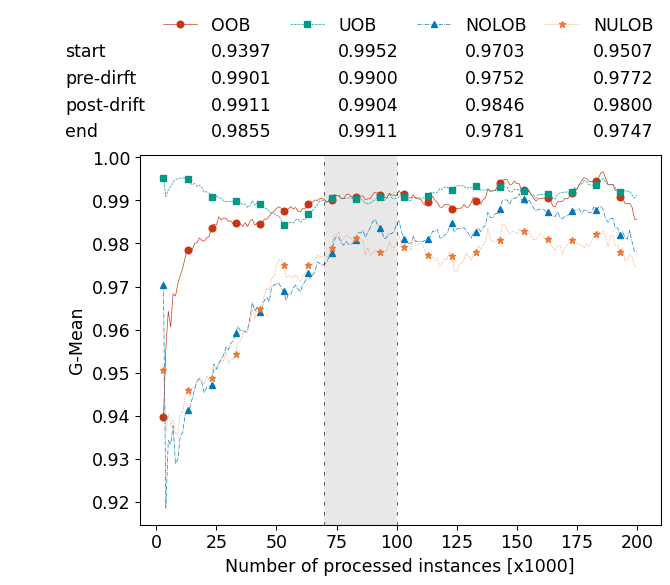 OOB UOB NOLOB NULOB
start 0.9397 0.9952 0.9703 0.9507
pre-dirft 0.9901 0.9900 0.9752 0.9772
post-drift 0.9911 0.9904 0.9846 0.9800
end 0.9855 0.9911 0.9781 0.9747
1.00
0.99
0.98
0.97
0.96
0.95
0.94
0.93
0.92
G-Mean
0 25 50 75 100 125 150 175 200
Number of processed instances [x1000]